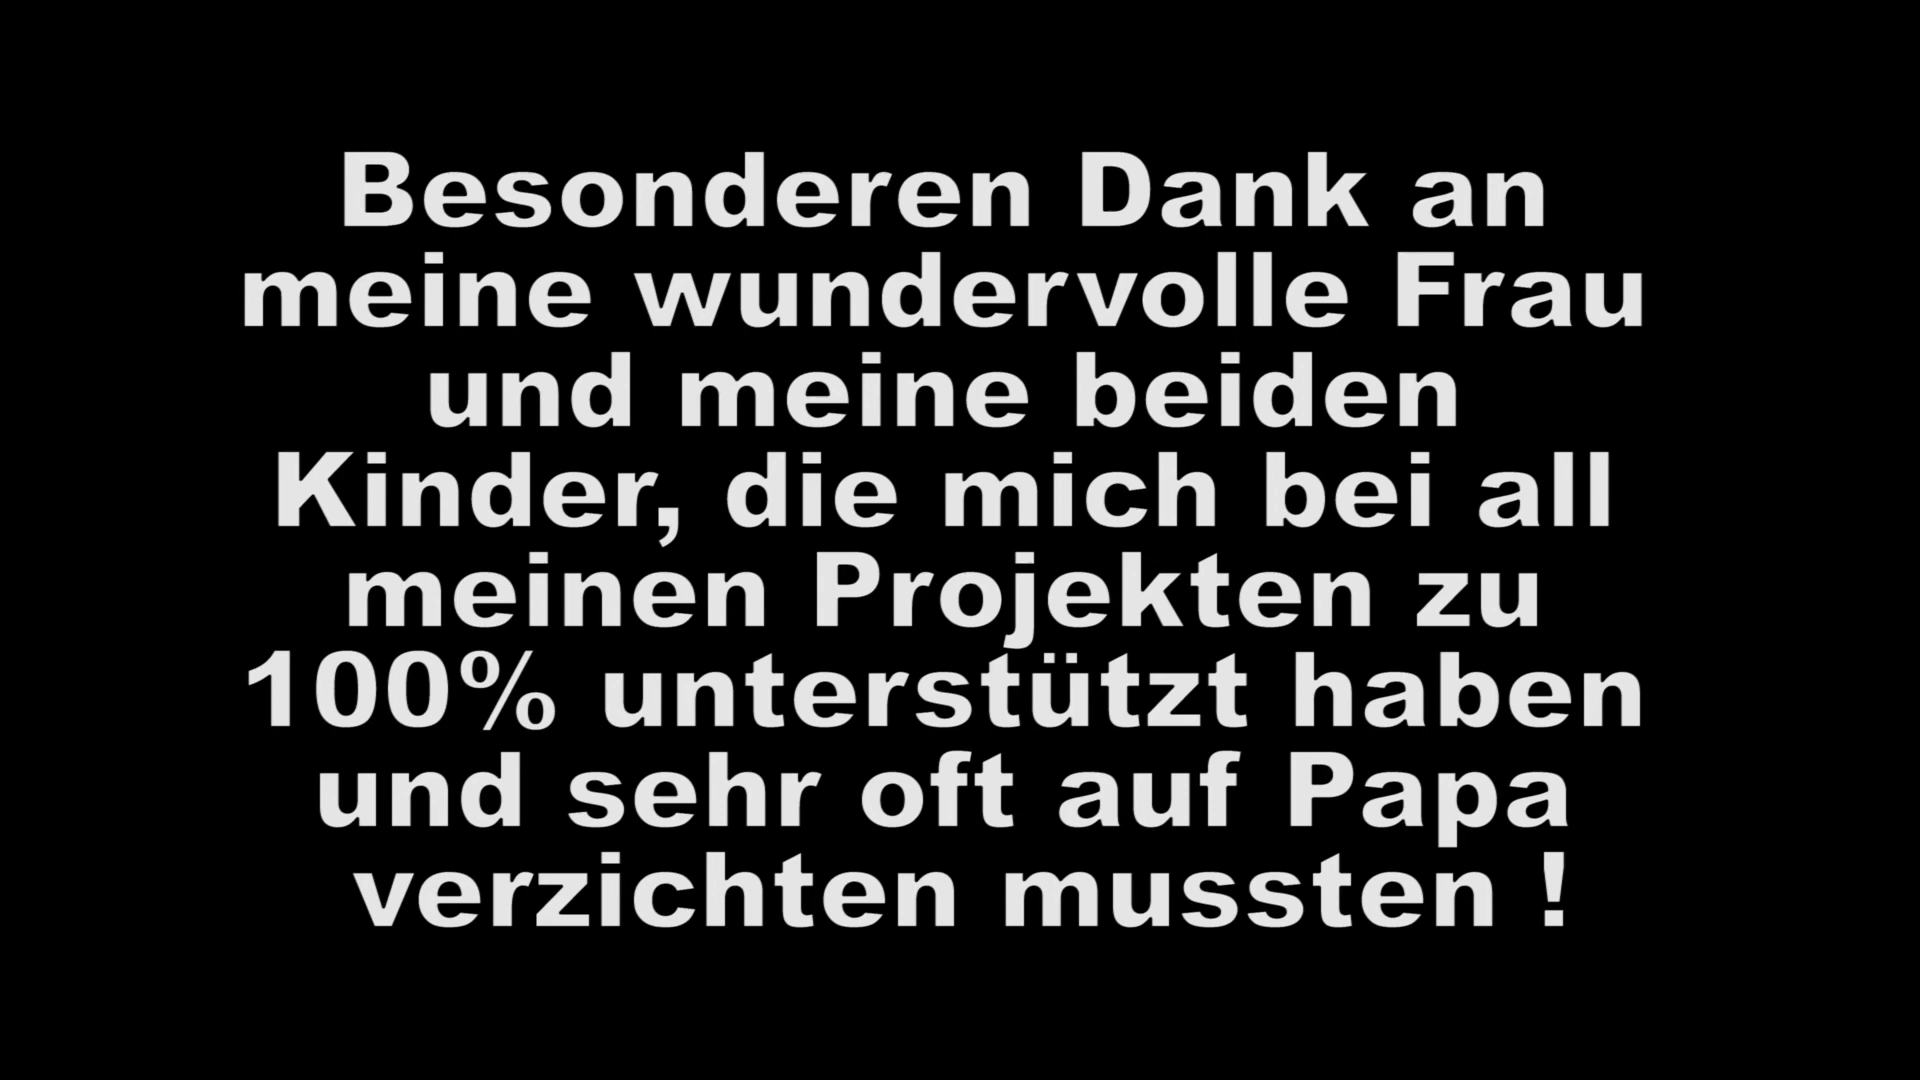 Besonderen Dank an
meine wundervolle Frau
und meine beiden
Kinder, die mich bei all
meinen Projekten zu
100% unterstützt haben
und sehr oft auf Papa
verzichten mussten !